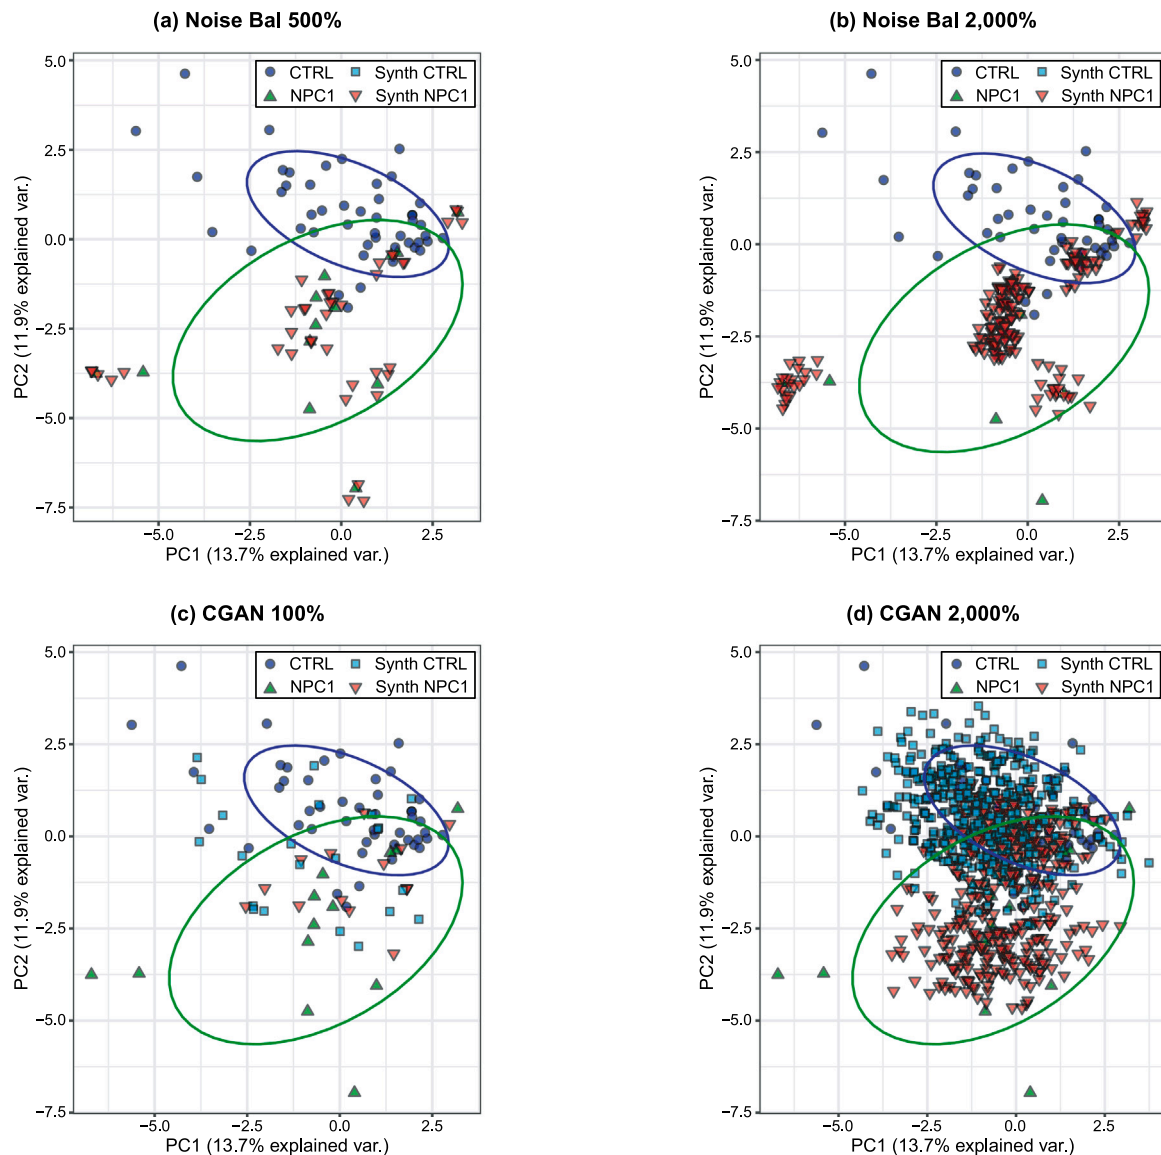 (a) Noise Bal 500%
5.0
2.5
0.0
−2.5
−5.0
−7.5
PC2 (11.9% explained var.)
CTRL Synth CTRL
NPC1 Synth NPC1
−5.0 −2.5 0.0 2.5
PC1 (13.7% explained var.)
(b) Noise Bal 2,000%
5.0
2.5
0.0
−2.5
−5.0
−7.5
PC2 (11.9% explained var.)
CTRL Synth CTRL
NPC1 Synth NPC1
−5.0 −2.5 0.0 2.5
PC1 (13.7% explained var.)
(c) CGAN 100%
5.0
2.5
0.0
−2.5
−5.0
−7.5
PC2 (11.9% explained var.)
CTRL Synth CTRL
NPC1 Synth NPC1
−5.0 −2.5 0.0 2.5
PC1 (13.7% explained var.)
(d) CGAN 2,000%
5.0
2.5
0.0
−2.5
−5.0
−7.5
PC2 (11.9% explained var.)
CTRL Synth CTRL
NPC1 Synth NPC1
−5.0 −2.5 0.0 2.5
PC1 (13.7% explained var.)